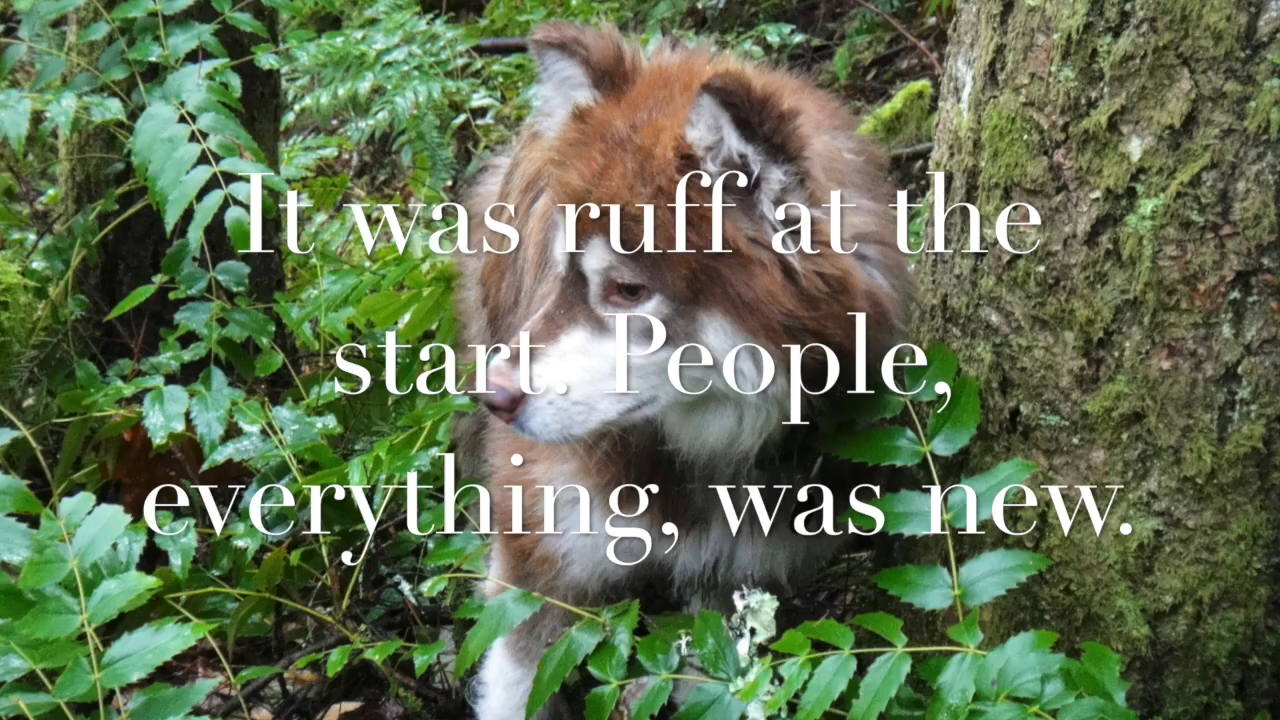 It was ruff at the
start. People,
everything, was new.